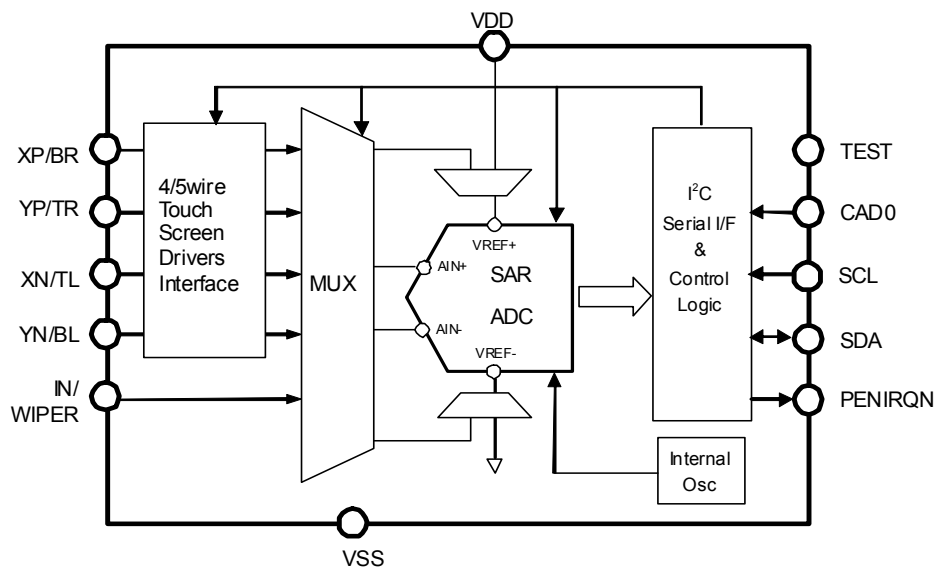 VDD
XP/BR
YP/TR
XN/TL
YN/BL
IN/
WIPER
4/5wire
Touch
Screen
Drivers
Interface
MUX
VREF+
AIN+
SAR
ADC
AIN-
VREF-
I²C
Serial I/F
&
Control
Logic
Internal
Osc
TEST
CAD0
SCL
SDA
PENIRQN
VSS